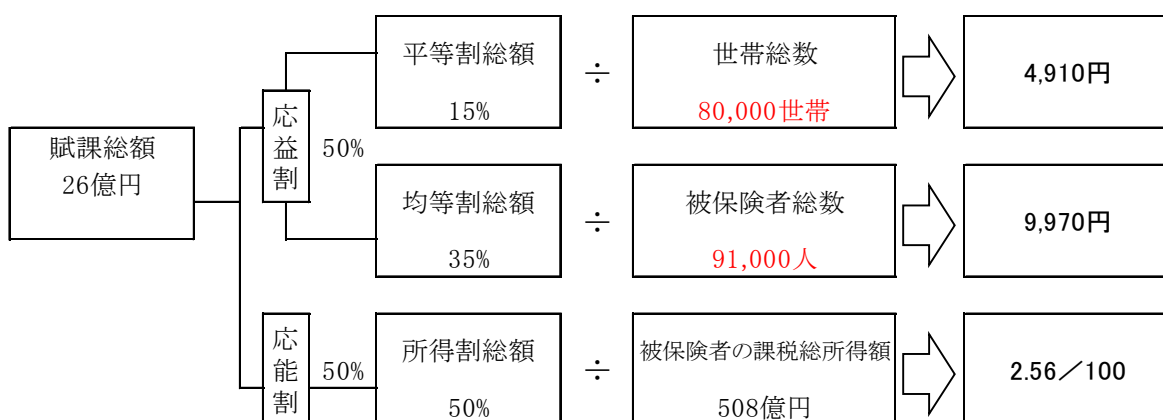 賦課総額
26億円
応益割
50%
平等割総額
15%
÷
世帯総数
80,000世帯
4,910円
均等割総額
35%
÷
被保険者総数
91,000人
9,970円
応能割
50%
所得割総額
50%
÷
被保険者の課税総所得額
508億円
2.56／100